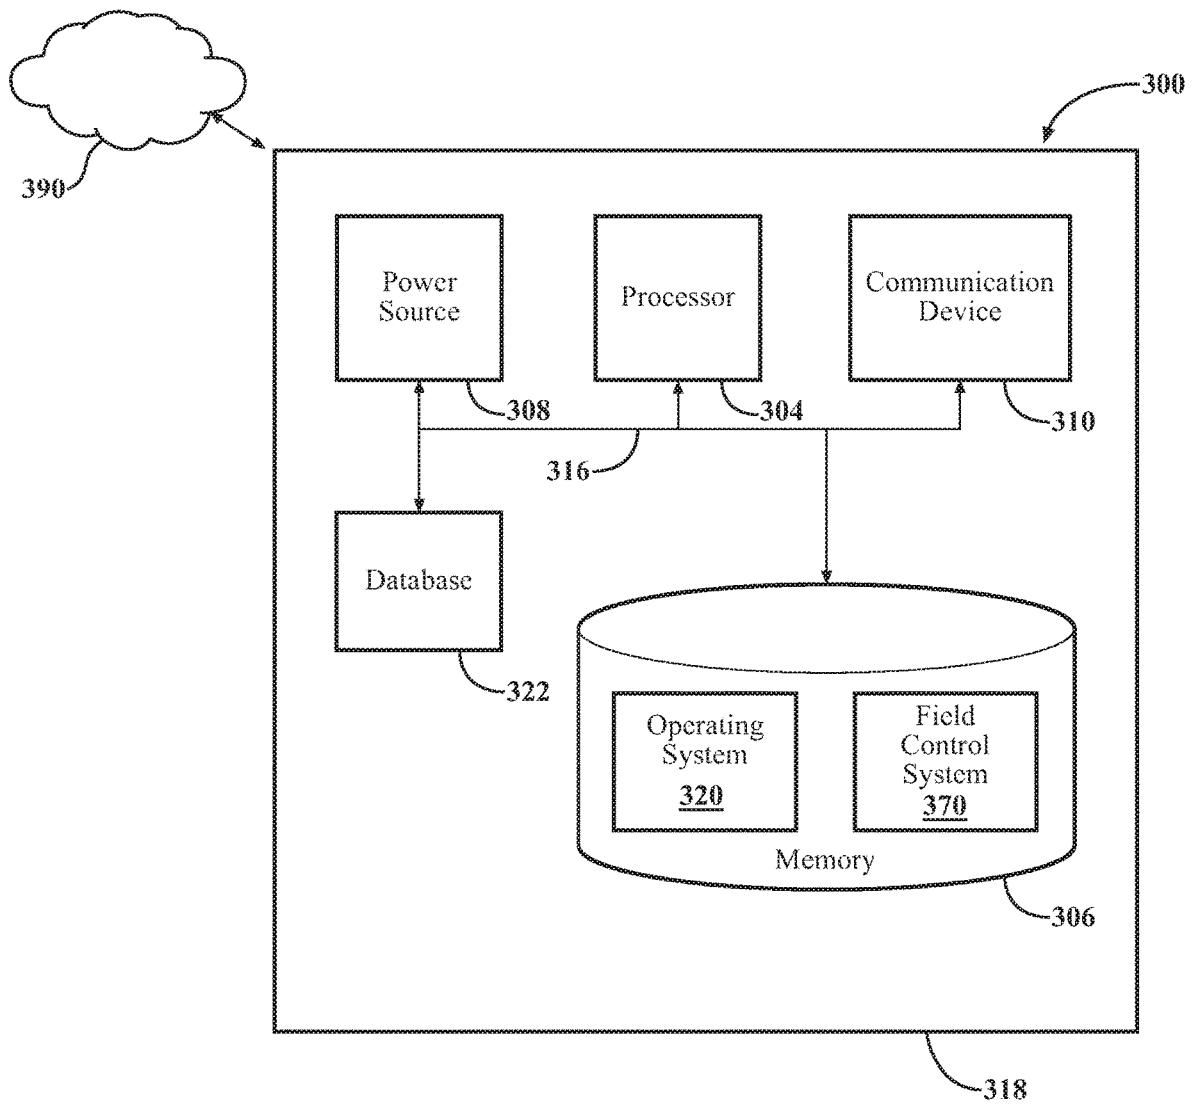 300
390
Power
Source
308
Processor
304
Communication
Device
310
316
Database
322
Operating
System
320
Field
Control
System
370
Memory
306
318